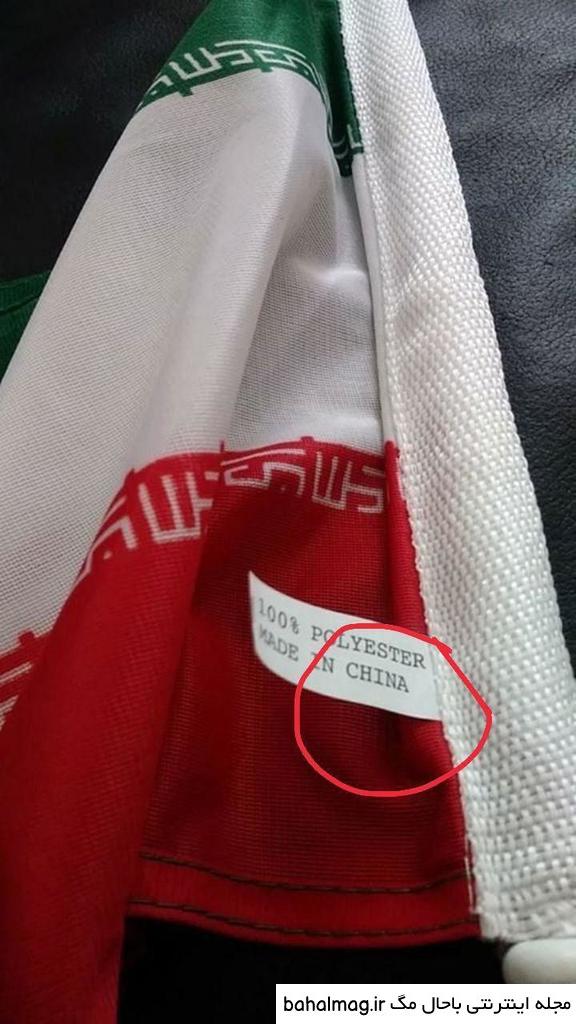 100% POLYESTER
MADE IN CHINA
مجله اینترنتی باحال مگ bahalmag.ir